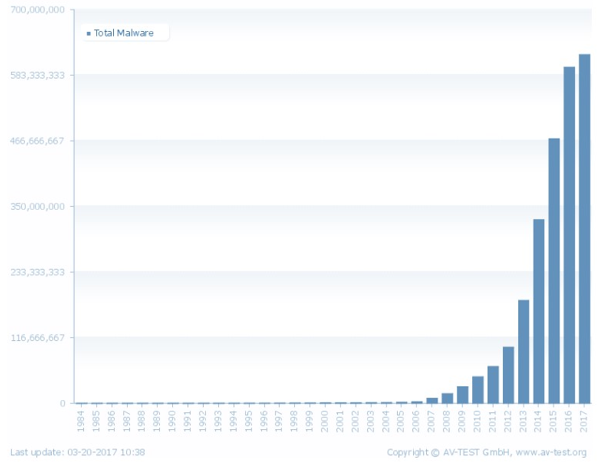 700,000,000
Total Malware
583,333,333
466,666,667
350,000,000
233,333,333
116,666,667
0
1984 1985 1986 1987 1988 1989 1990 1991 1992 1993 1994 1995 1996 1997 1998 1999 2000 2001 2002 2003 2004 2005 2006 2007 2008 2009 2010 2011 2012 2013 2014 2015 2016 2017
Last update: 03-20-2017 10:38 Copyright © AV-TEST GmbH, www.av-test.org